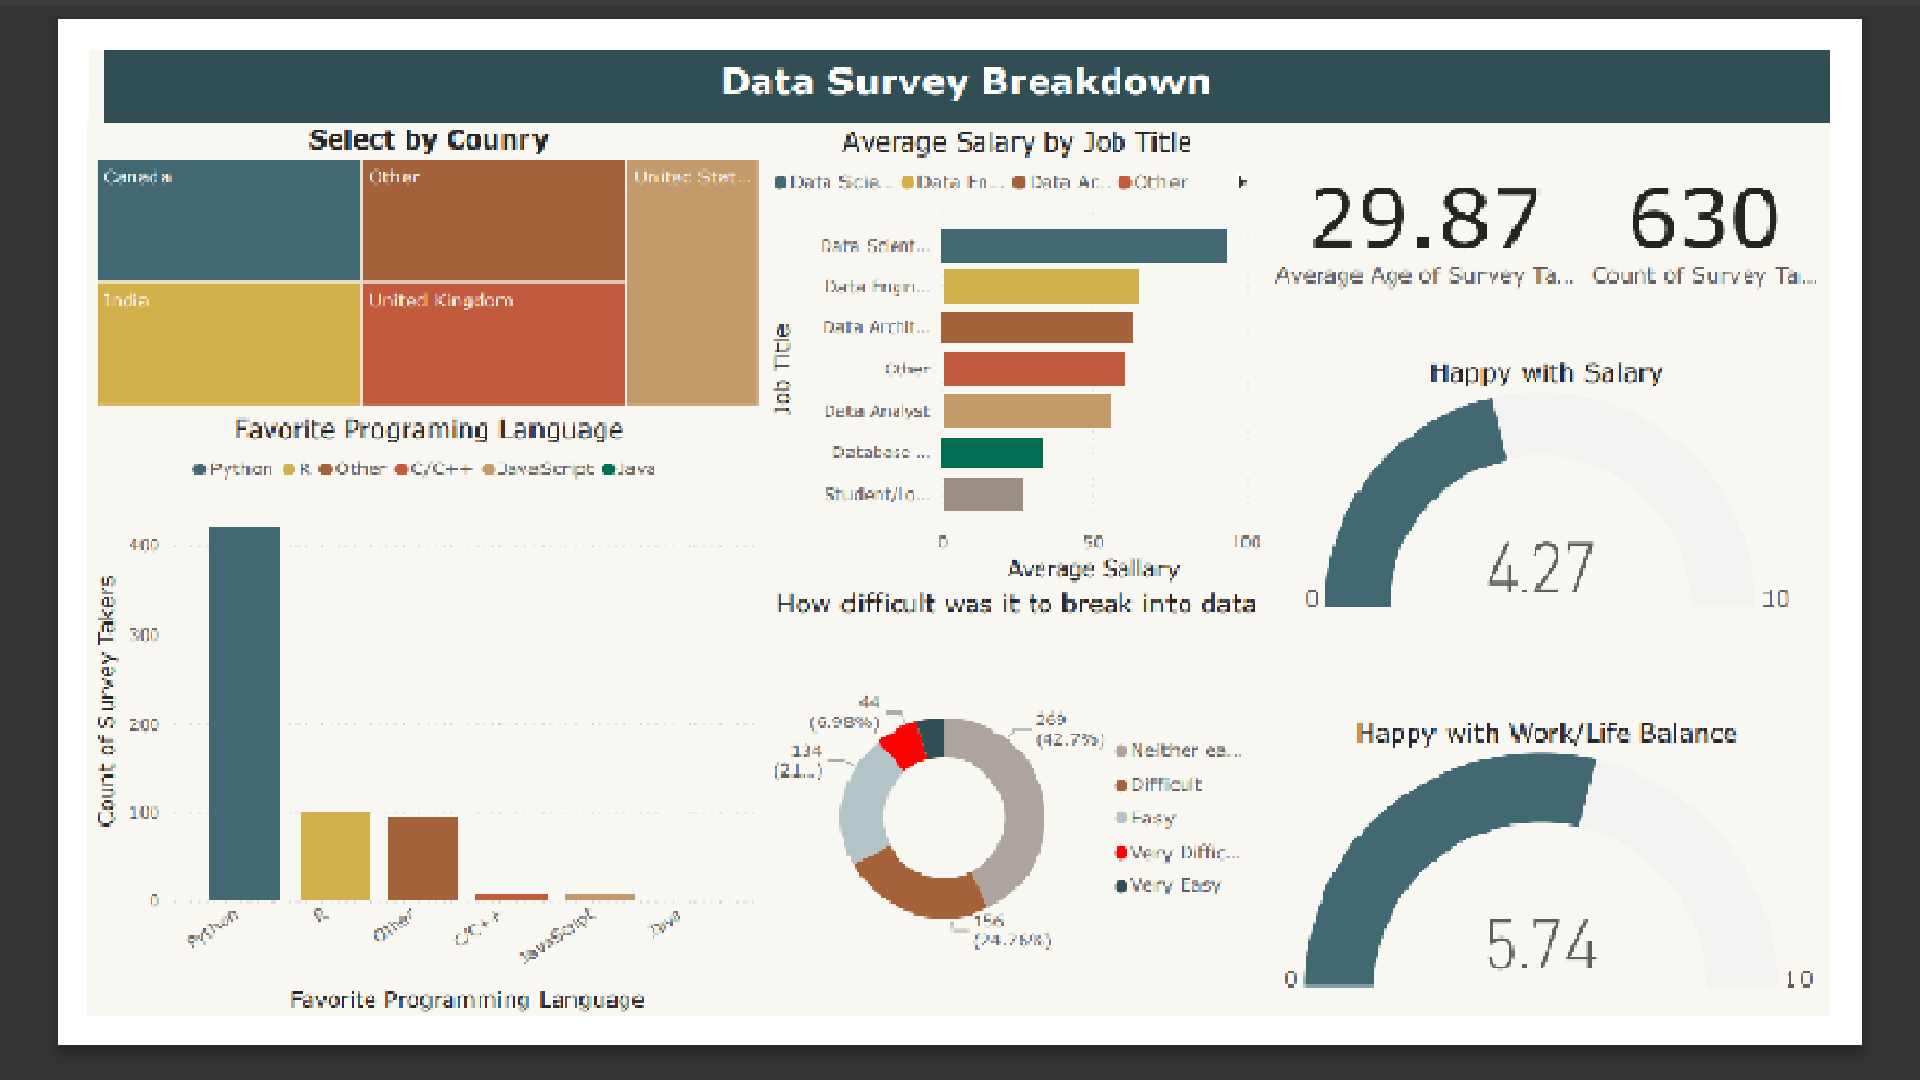 Data Survey Breakdown
Select by Counry
Canada
Other
United Stat...
India
United Kingdom
Favorite Programing Language
Python R Other C/C++ JavaScript Java
Count of Survey Takers
400
300
200
100
0
Python
R
Other
C/C++
JavaScript
Java
Favorite Programming Language
Average Salary by Job Title
Data Scie... Data En... Data Ar... Other
Job Title
Data Scient...
Data Engin...
Data Archit...
Other
Data Analyst
Database ...
Student/Lo...
0
50
100
Average Sallary
How difficult was it to break into data
44
(6.98%)
134
(21...)
269
(42.7%)
156
(24.76%)
Neither ea...
Difficult
Easy
Very Diffic...
Very Easy
29.87
Average Age of Survey Ta...
630
Count of Survey Ta...
Happy with Salary
4.27
0
10
Happy with Work/Life Balance
5.74
0
10